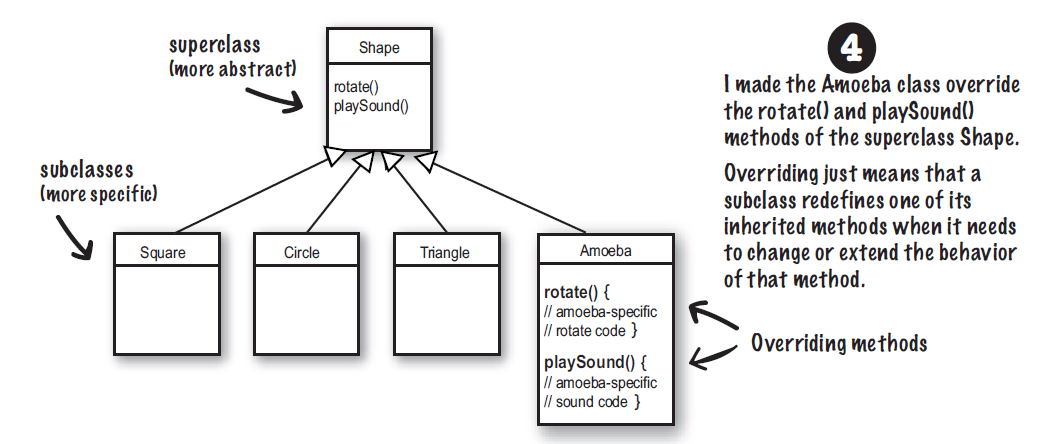 superclass
(more abstract)
Shape
rotate()
playSound()
4
I made the Amoeba class override
the rotate() and playSound()
methods of the superclass Shape.
Overriding just means that a
subclass redefines one of its
inherited methods when it needs
to change or extend the behavior
of that method.
subclasses
(more specific)
Square
Circle
Triangle
Amoeba
rotate() {
// amoeba-specific
// rotate code }
playSound() {
// amoeba-specific
// sound code }
Overriding methods